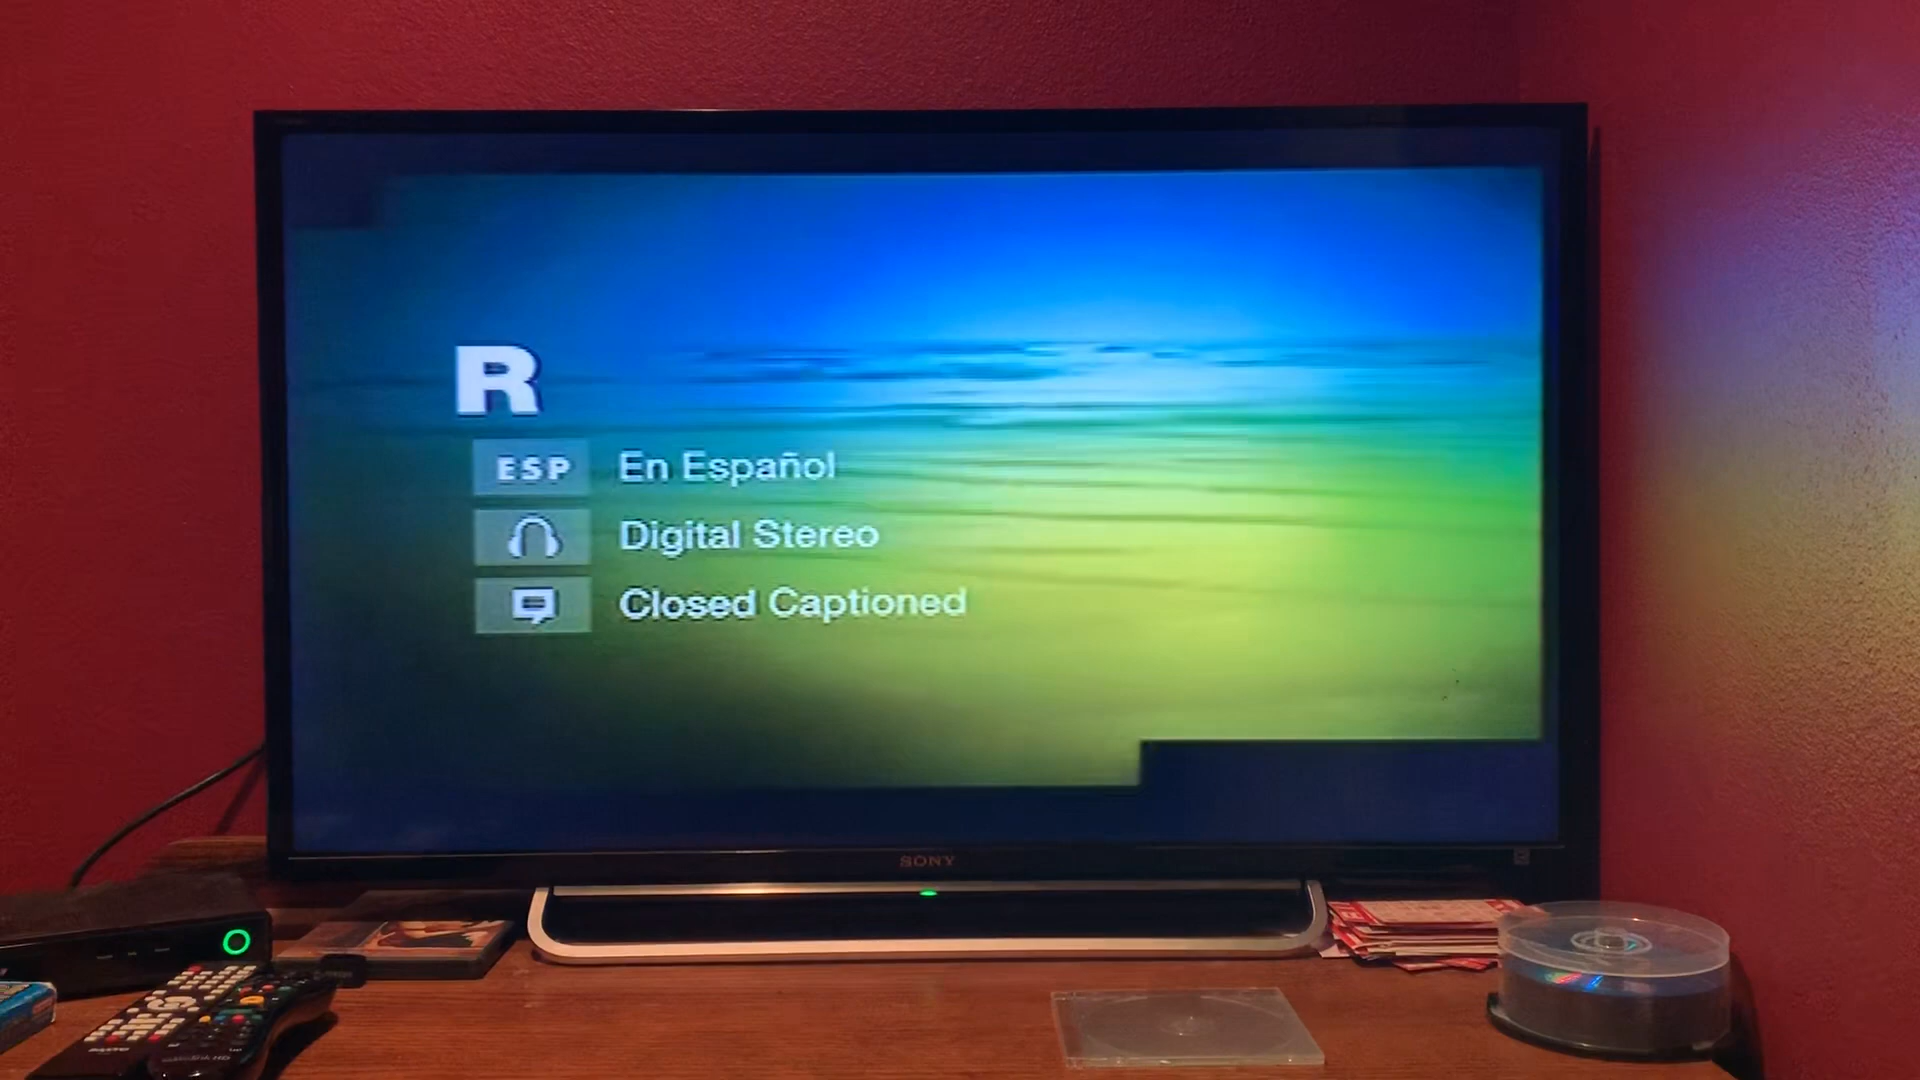 R
ESP En Español
Digital Stereo
Closed Captioned
SONY